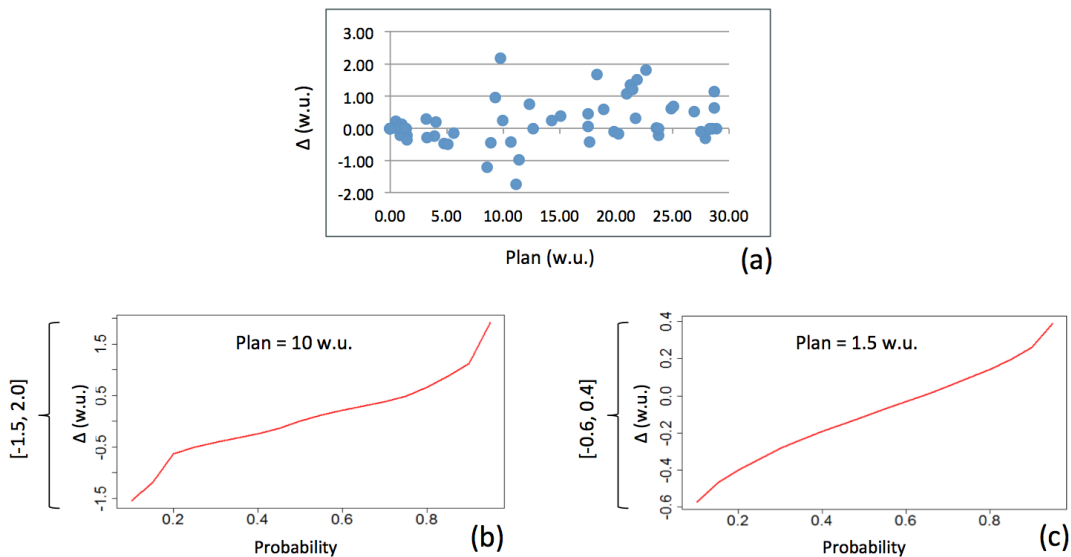 3.00
2.00
1.00
0.00
-1.00
-2.00
Δ (w.u.)
0.00 5.00 10.00 15.00 20.00 25.00 30.00
Plan (w.u.)
(a)
[-1.5, 2.0]
Δ (w.u.)
1.5
0.5
-0.5
-1.5
Plan = 10 w.u.
0.2 0.4 0.6 0.8
Probability
(b)
[-0.6, 0.4]
Δ (w.u.)
0.4
0.2
0.0
-0.2
-0.4
-0.6
Plan = 1.5 w.u.
0.2 0.4 0.6 0.8
Probability
(c)